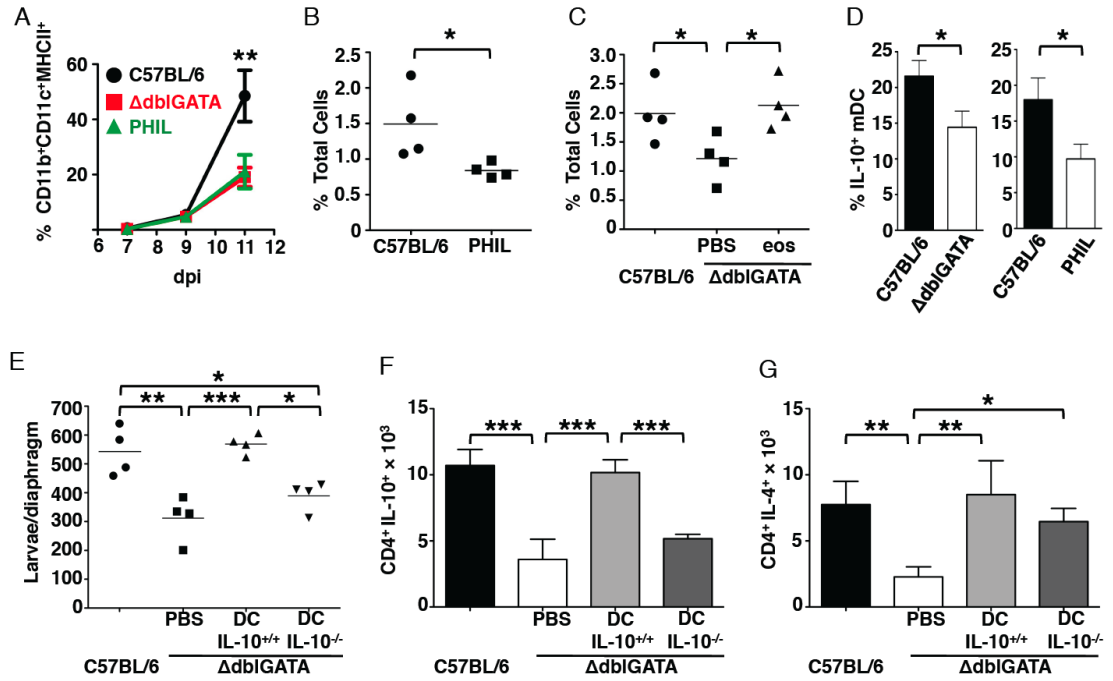 A
% CD11b⁺CD11c⁺MHCII⁺
60
40
20
0
6 7 8 9 10 11 12
dpi
C57BL/6
ΔdblGATA
PHIL
**
B
% Total Cells
2.5
2.0
1.5
1.0
0.5
0
*
C57BL/6 PHIL
C
% Total Cells
3.0
2.5
2.0
1.5
1.0
0.5
0
* *
PBS eos
C57BL/6 ΔdblGATA
D
% IL-10⁺ mDC
25
20
15
10
5
0
*
C57BL/6
ΔdblGATA
25
20
15
10
5
0
*
C57BL/6
PHIL
E
Larvae/diaphragm
700
600
500
400
300
200
100
0
*
** *** *
PBS DC DC
IL-10⁺/⁺ IL-10⁻/⁻
C57BL/6 ΔdblGATA
F
CD4⁺ IL-10⁺ × 10³
15
10
5
0
*** *** ***
PBS DC DC
IL-10⁺/⁺ IL-10⁻/⁻
C57BL/6 ΔdblGATA
G
CD4⁺ IL-4⁺ × 10³
15
10
5
0
*
** **
PBS DC DC
IL-10⁺/⁺ IL-10⁻/⁻
C57BL/6 ΔdblGATA